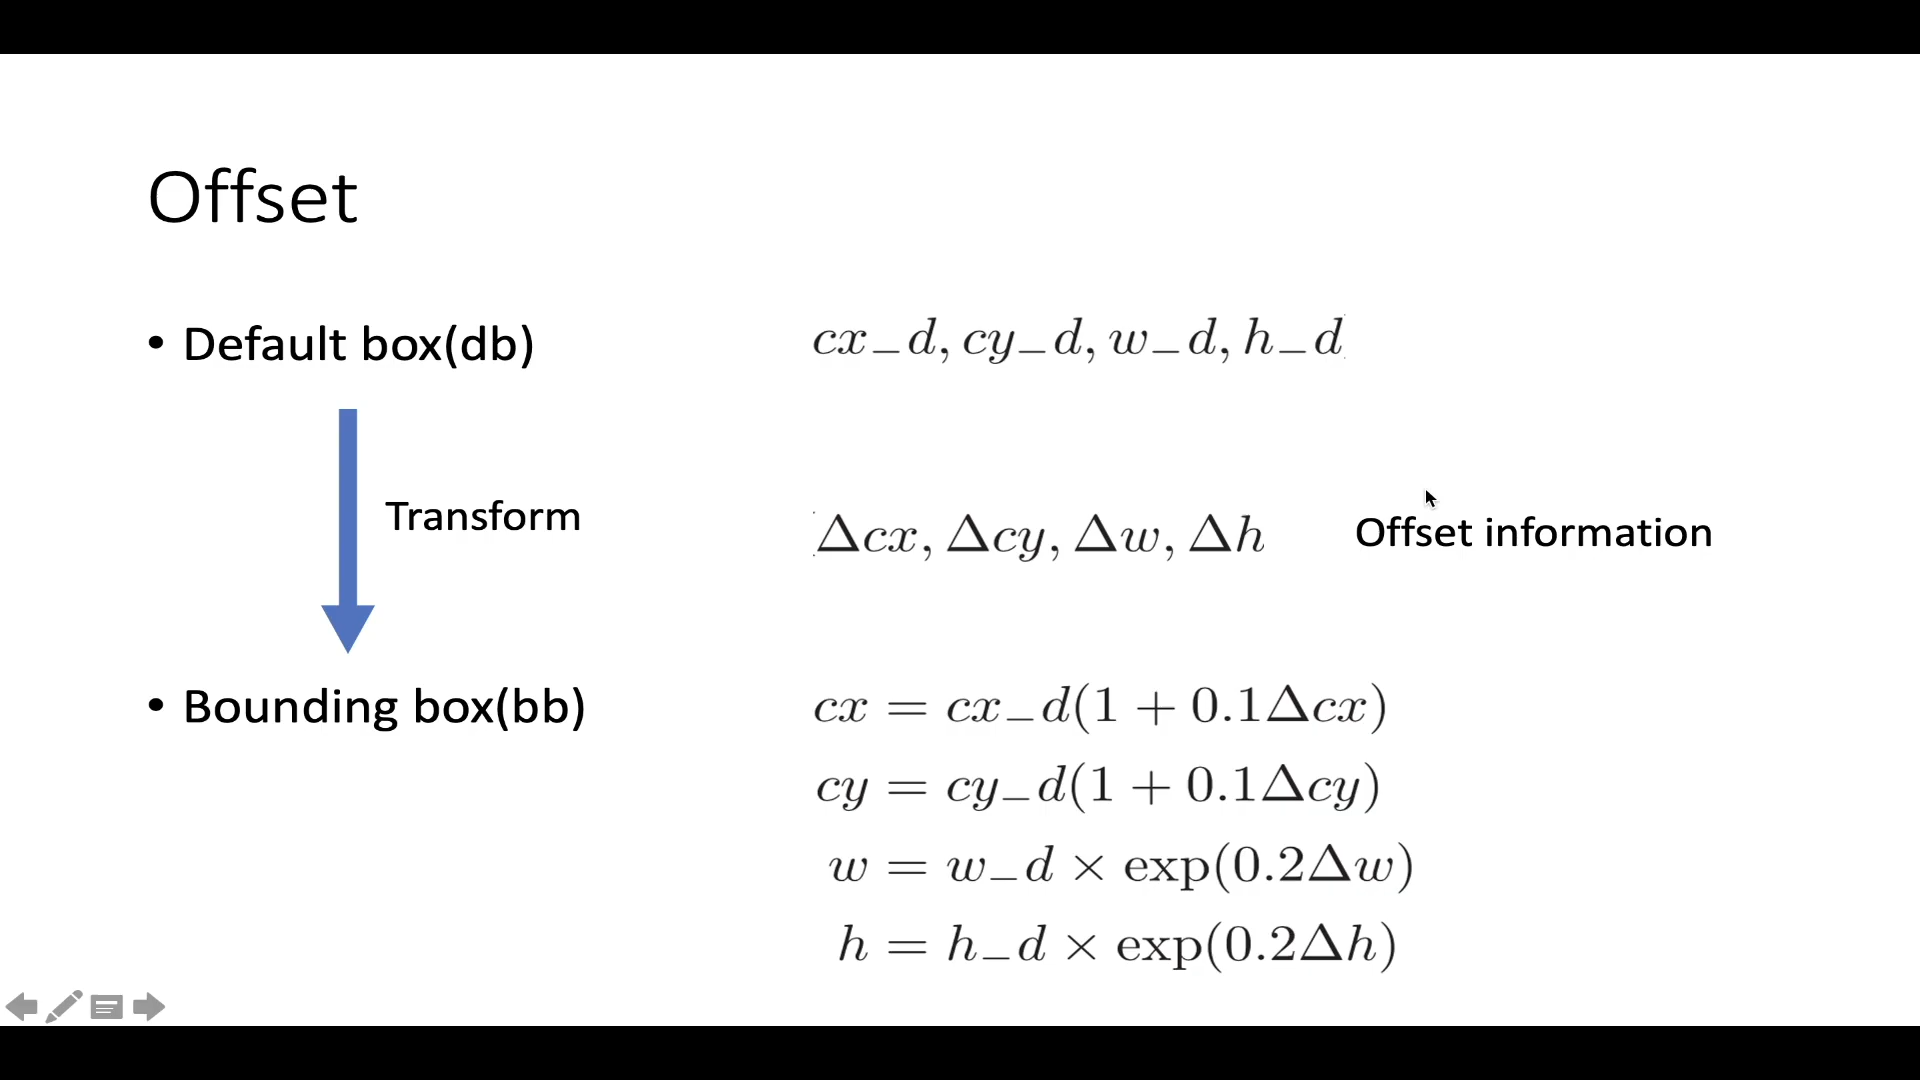 Offset
• Default box(db)
cx_d, cy_d, w_d, h_d
Transform
Δcx, Δcy, Δw, Δh
Offset information
• Bounding box(bb)
cx = cx_d(1 + 0.1Δcx)
cy = cy_d(1 + 0.1Δcy)
w = w_d × exp(0.2Δw)
h = h_d × exp(0.2Δh)